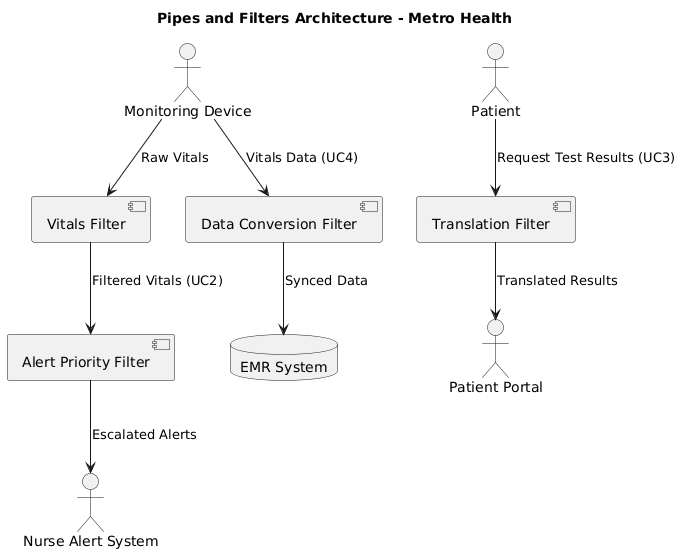 Pipes and Filters Architecture - Metro Health
Monitoring Device
Patient
Raw Vitals
Vitals Data (UC4)
Request Test Results (UC3)
Vitals Filter
Data Conversion Filter
Translation Filter
Filtered Vitals (UC2)
Synced Data
Translated Results
Alert Priority Filter
EMR System
Patient Portal
Escalated Alerts
Nurse Alert System